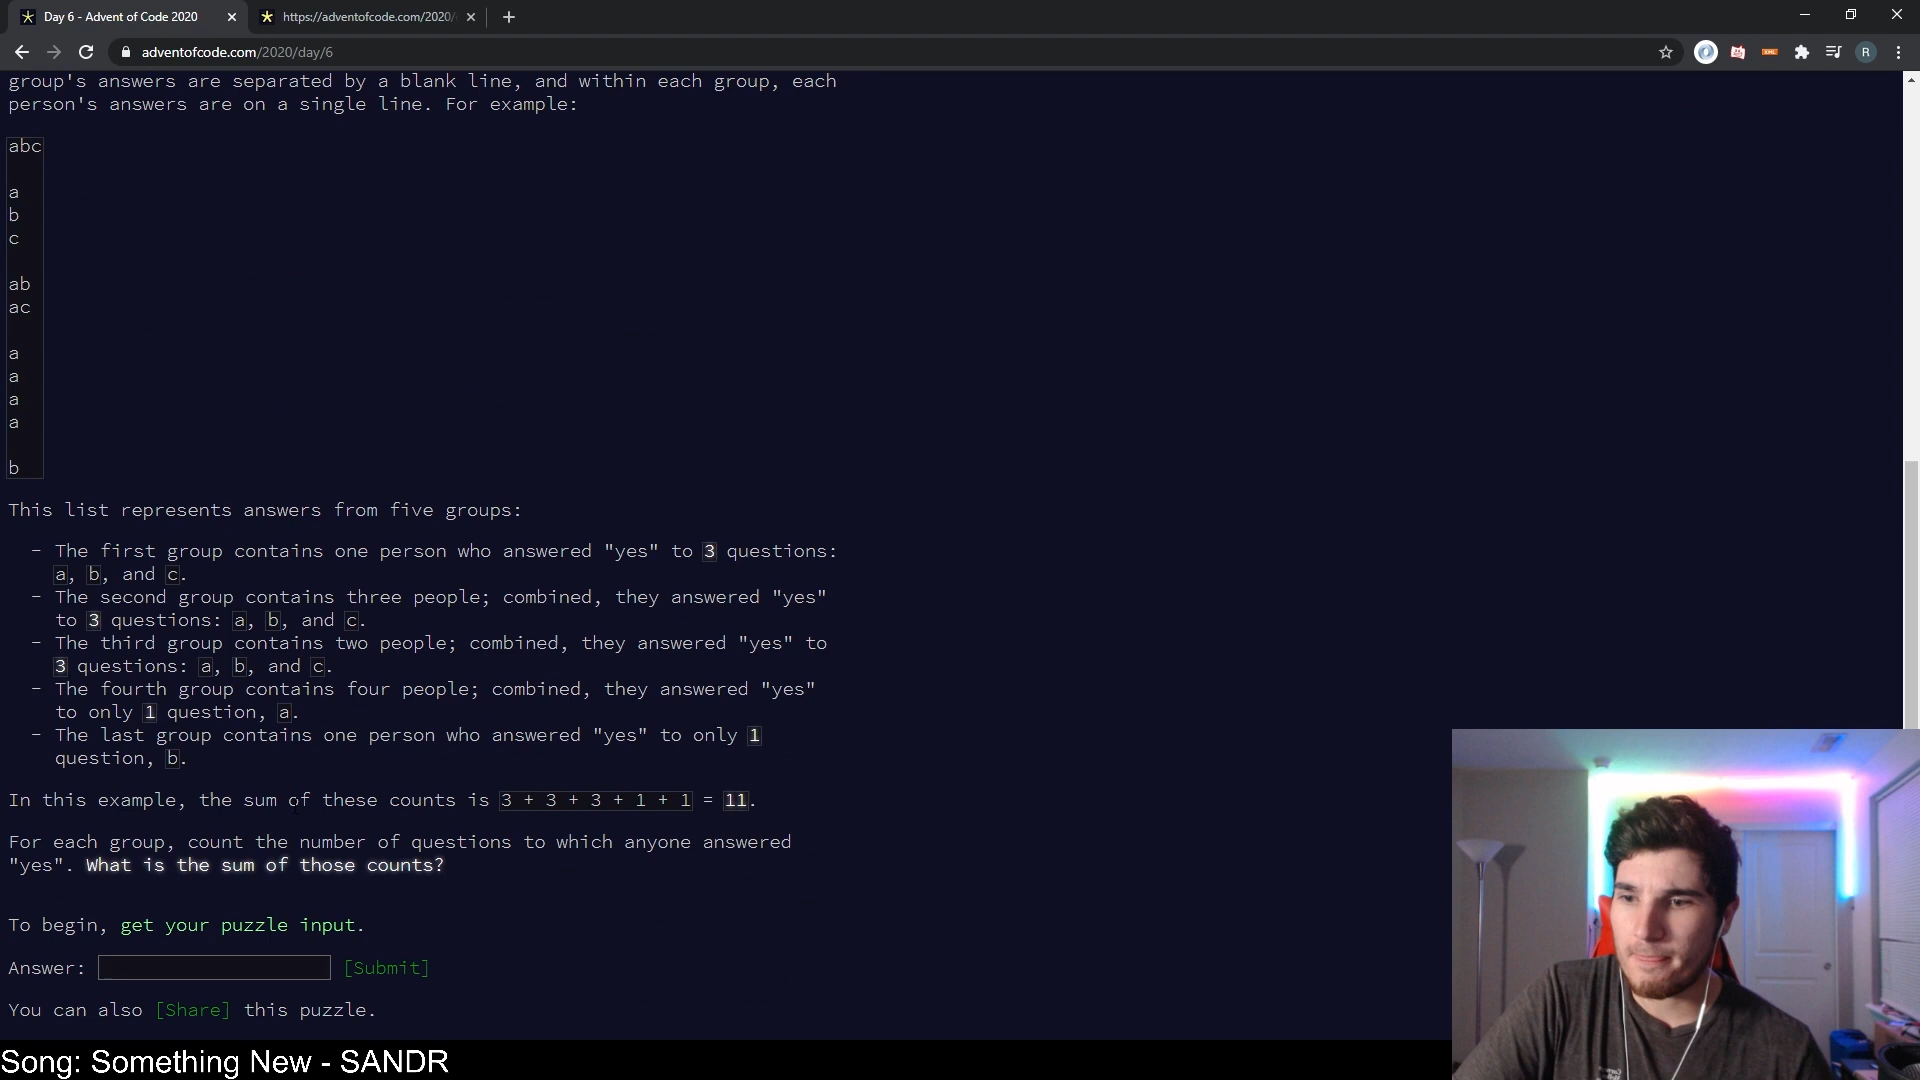 Day 6 - Advent of Code 2020
https://adventofcode.com/2020/
adventofcode.com/2020/day/6
R
group's answers are separated by a blank line, and within each group, each
person's answers are on a single line. For example:
abc
a
b
c
ab
ac
a
a
a
a
b
This list represents answers from five groups:
- The first group contains one person who answered "yes" to 3 questions:
a, b, and c.
- The second group contains three people; combined, they answered "yes"
to 3 questions: a, b, and c.
- The third group contains two people; combined, they answered "yes" to
3 questions: a, b, and c.
- The fourth group contains four people; combined, they answered "yes"
to only 1 question, a.
- The last group contains one person who answered "yes" to only 1
question, b.
In this example, the sum of these counts is 3 + 3 + 3 + 1 + 1 = 11.
For each group, count the number of questions to which anyone answered
"yes". What is the sum of those counts?
To begin, get your puzzle input.
Answer: [Submit]
You can also [Share] this puzzle.
Song: Something New - SANDR